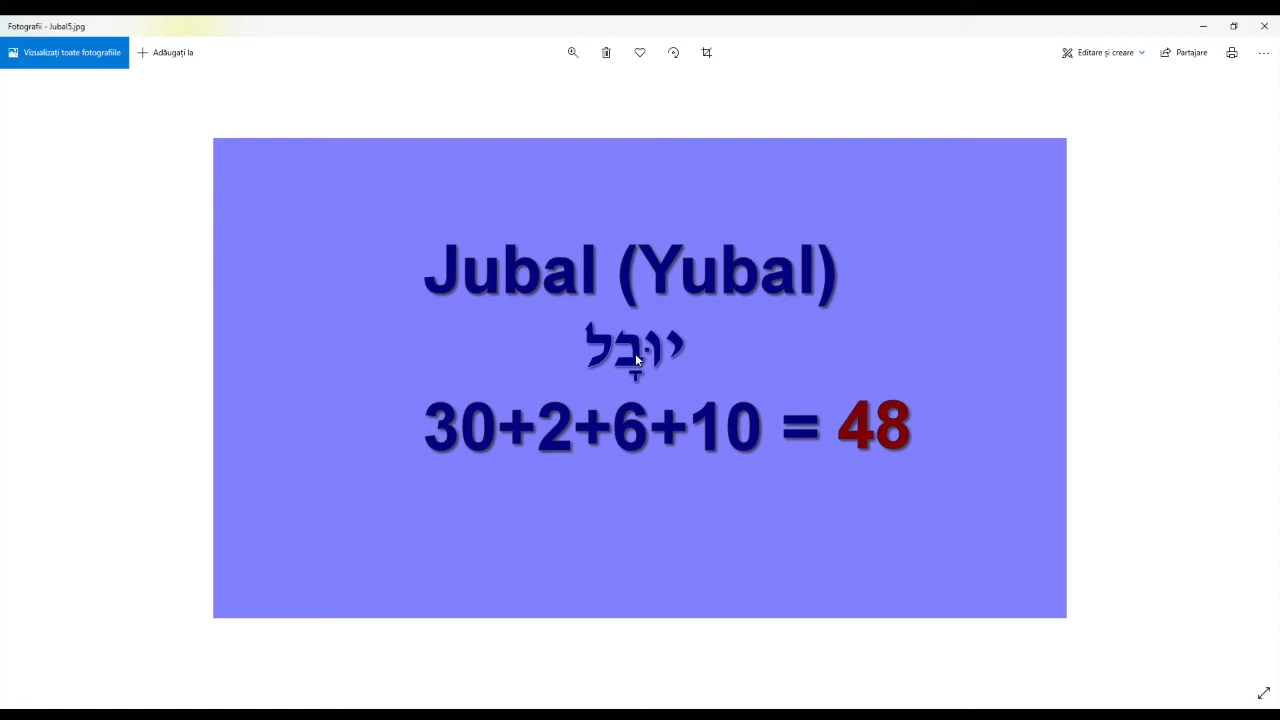 Fotografii - Jubal5.jpg
Vizualizați toate fotografiile
Adăugați la
Editare și creare
Partajare
Jubal (Yubal)
יוּבָל
30+2+6+10 = 48